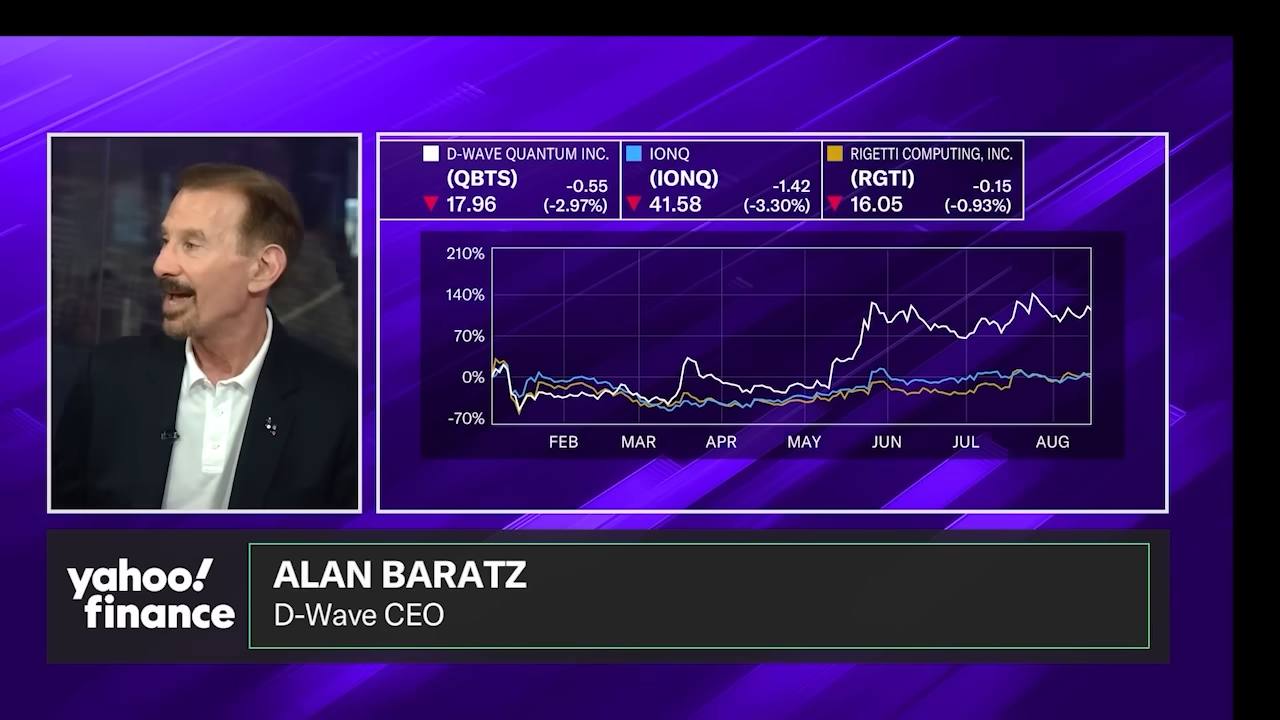 D-WAVE QUANTUM INC.
(QBTS)
-0.55
17.96
(-2.97%)
IONQ
(IONQ)
-1.42
41.58
(-3.30%)
RIGETTI COMPUTING, INC.
(RGTI)
-0.15
16.05
(-0.93%)
210%
140%
70%
0%
-70%
FEB MAR APR MAY JUN JUL AUG
yahoo!
finance
ALAN BARATZ
D-Wave CEO